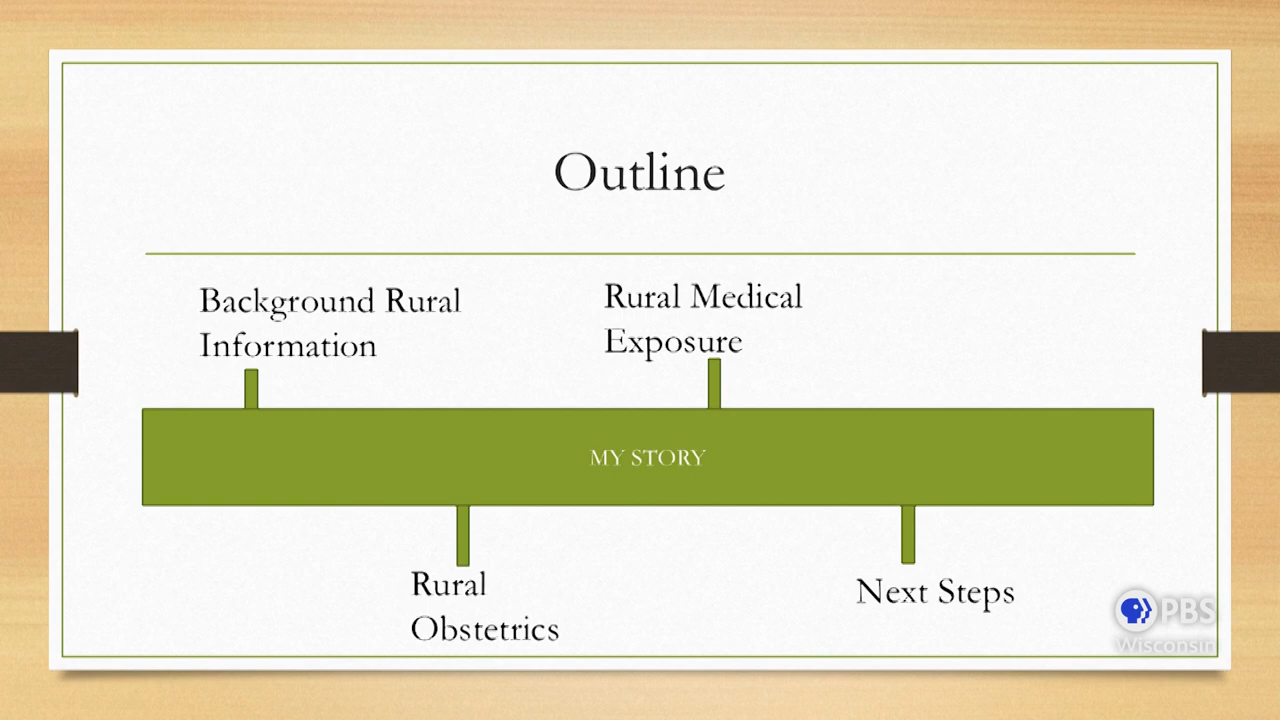 Outline
Background Rural
Information
Rural Medical
Exposure
MY STORY
Rural
Obstetrics
Next Steps
PBS
Wisconsin